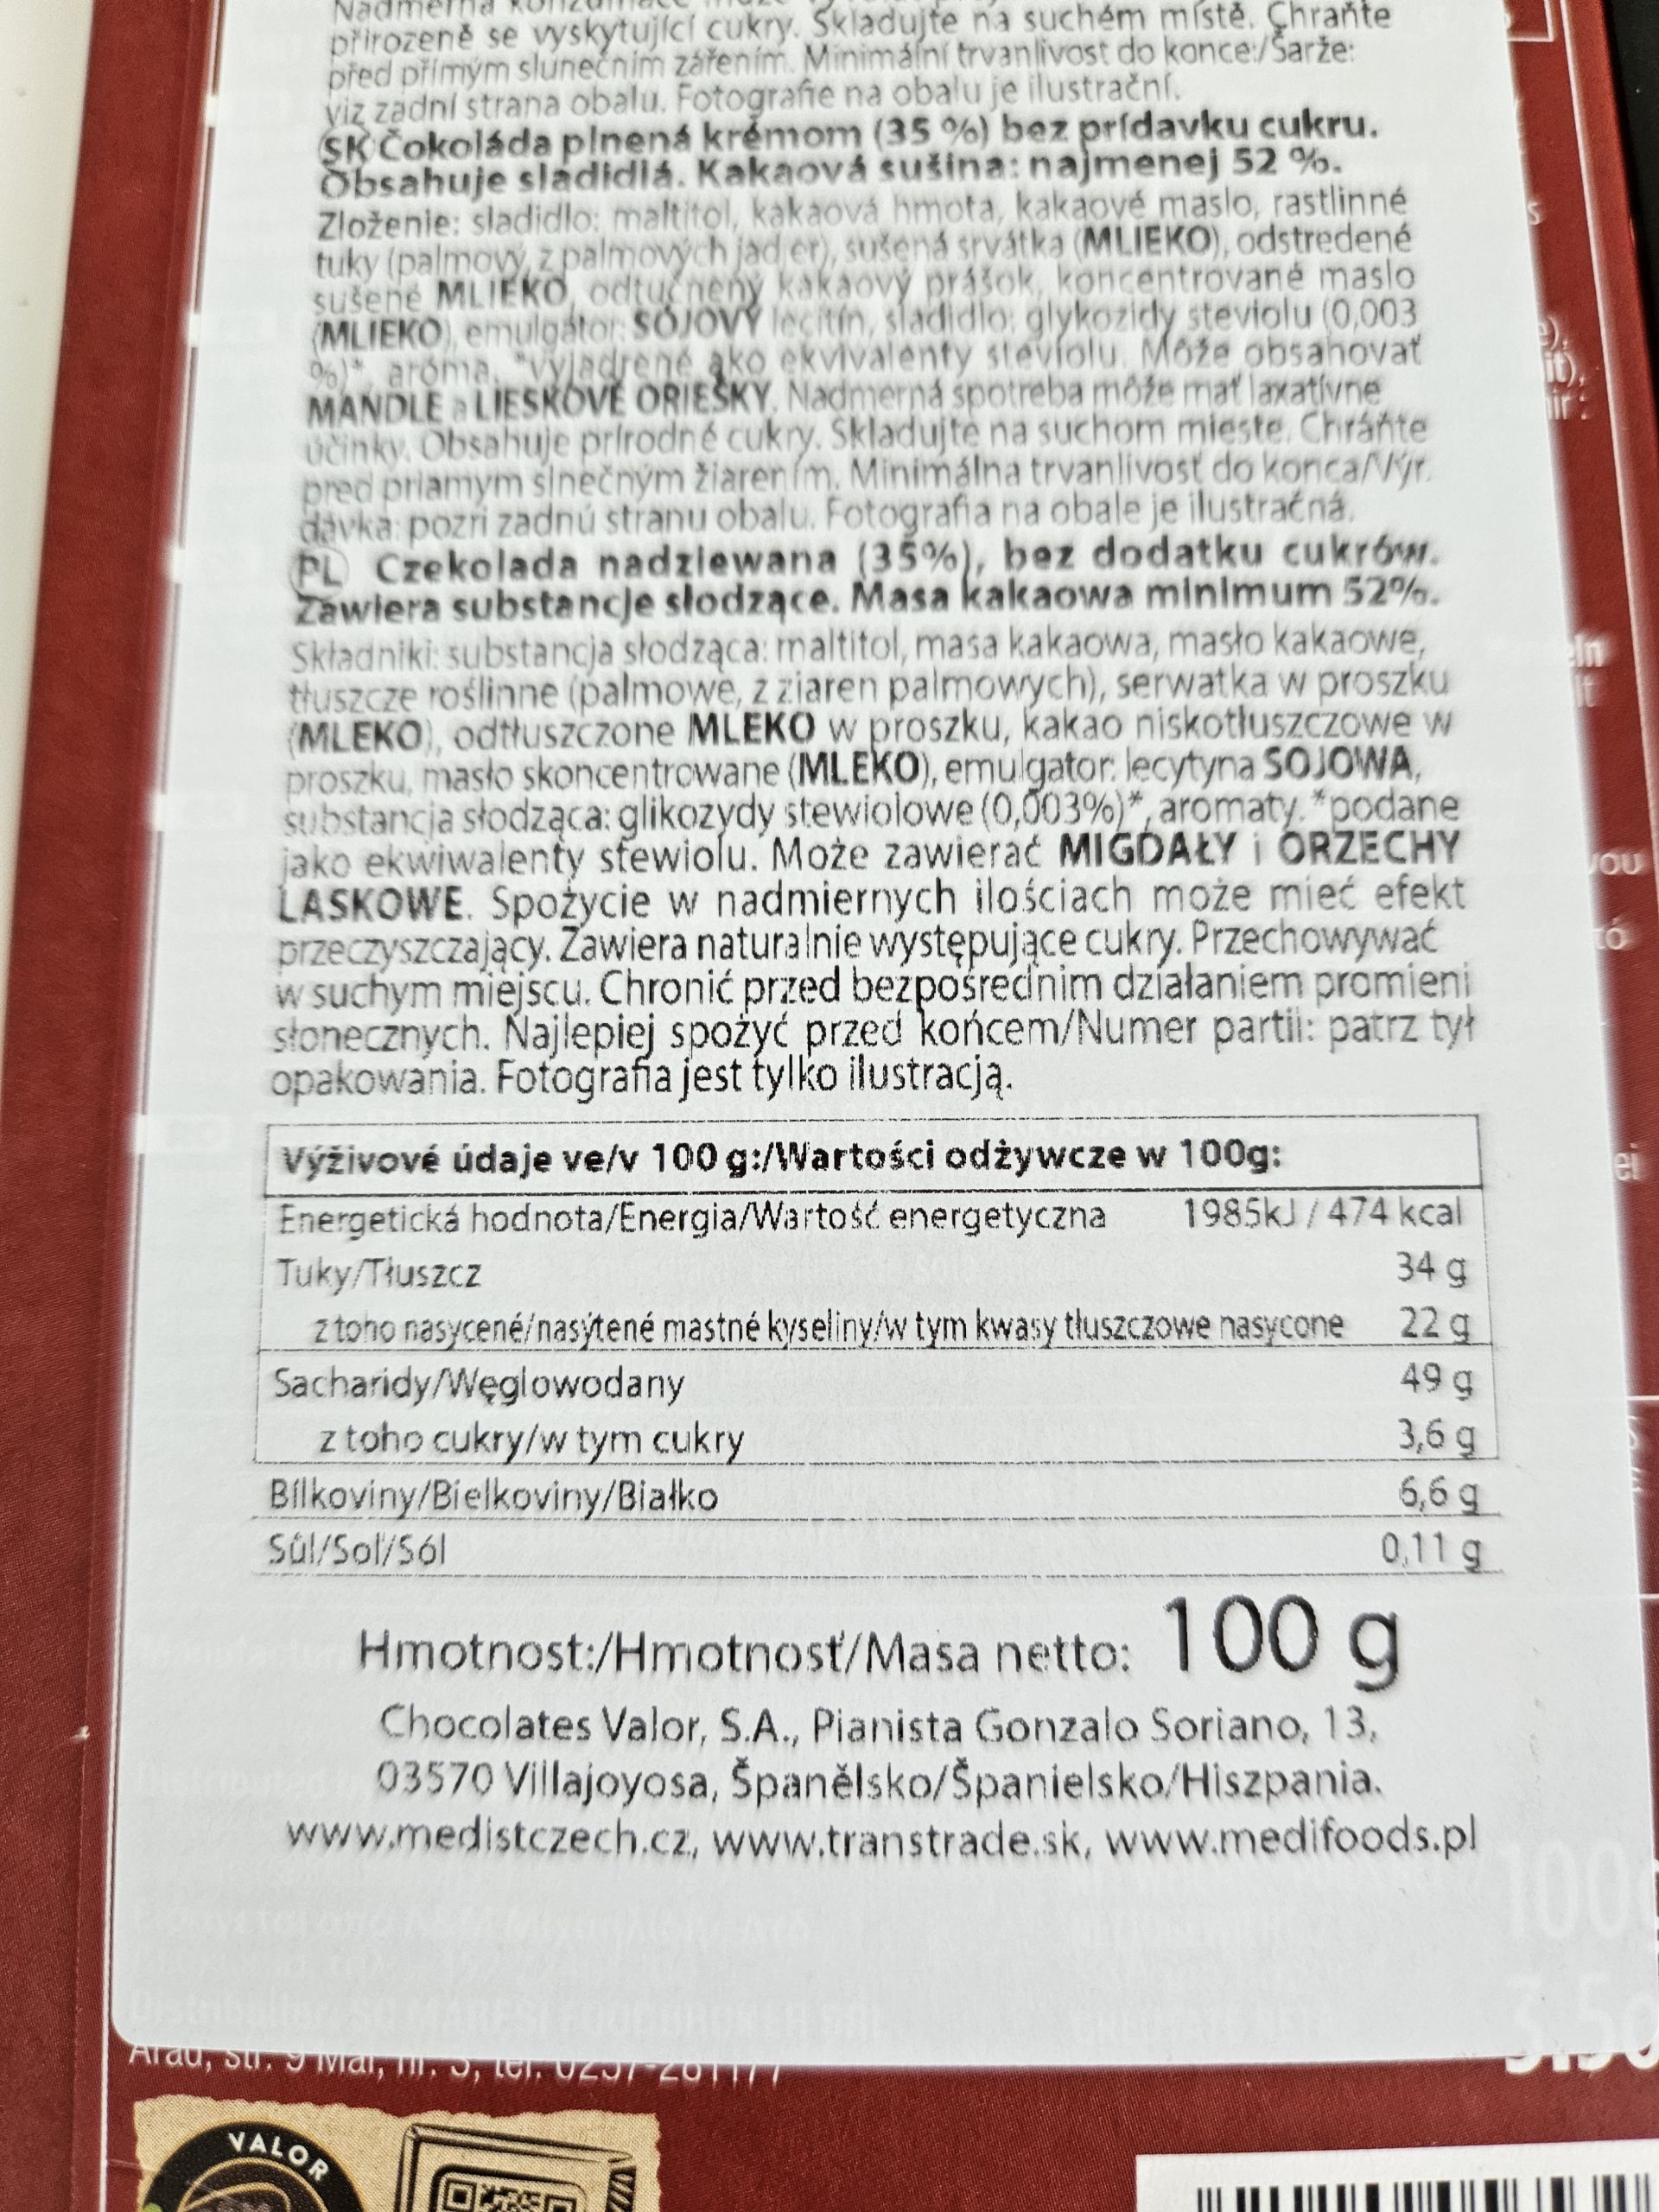 přirozeně se vyskytující cukry. Skladujte na suchém místě. Chraňte
před přímým slunečním zářením. Minimální trvanlivost do konce:/Šarže:
viz zadní strana obalu. Fotografie na obalu je ilustrační.
SK Čokoláda plnená krémom (35 %) bez prídavku cukru.
Obsahuje sladidlá. Kakaová sušina: najmenej 52 %.
Zloženie: sladidlo: maltitol, kakaová hmota, kakaové maslo, rastlinné
tuky (palmový, z palmových jadier), sušená srvátka (MLIEKO), odstredené
sušené MLIEKO, odtučnený kakaový prášok, koncentrované maslo
(MLIEKO), emulgátor: SÓJOVÝ lecitín, sladidlo: glykozidy steviolu (0,003
%)*, aróma. *vyjadrené ako ekvivalenty steviolu. Môže obsahovať
MANDLE a LIESKOVÉ ORIEŠKY. Nadmerná spotreba môže mať laxatívne
účinky. Obsahuje prírodné cukry. Skladujte na suchom mieste. Chráňte
pred priamym slnečným žiarením. Minimálna trvanlivosť do konca/Výr.
dávka: pozri zadnú stranu obalu. Fotografia na obale je ilustračná.
PL Czekolada nadziewana (35%), bez dodatku cukrów.
Zawiera substancje słodzące. Masa kakaowa minimum 52%.
Składniki: substancja słodząca: maltitol, masa kakaowa, masło kakaowe,
tłuszcze roślinne (palmowe, z ziaren palmowych), serwatka w proszku
(MLEKO), odtłuszczone MLEKO w proszku, kakao niskotłuszczowe w
proszku, masło skoncentrowane (MLEKO), emulgator: lecytyna SOJOWA,
substancja słodząca: glikozydy stewiolowe (0,003%)*, aromaty. *podane
jako ekwiwalenty stewiolu. Może zawierać MIGDAŁY i ORZECHY
LASKOWE. Spożycie w nadmiernych ilościach może mieć efekt
przeczyszczający. Zawiera naturalnie występujące cukry. Przechowywać
w suchym miejscu. Chronić przed bezpośrednim działaniem promieni
słonecznych. Najlepiej spożyć przed końcem/Numer partii: patrz tył
opakowania. Fotografia jest tylko ilustracją.
Výživové údaje ve/v 100 g:/Wartości odżywcze w 100g:
Energetická hodnota/Energia/Wartość energetyczna 1985kJ / 474 kcal
Tuky/Tłuszcz 34 g
z toho nasycené/nasýtené mastné kyseliny/w tym kwasy tłuszczowe nasycone 22 g
Sacharidy/Węglowodany 49 g
z toho cukry/w tym cukry 3,6 g
Bílkoviny/Bielkoviny/Białko 6,6 g
Sůl/Soľ/Sól 0,11 g
Hmotnost:/Hmotnosť/Masa netto: 100 g
Chocolates Valor, S.A., Pianista Gonzalo Soriano, 13,
03570 Villajoyosa, Španělsko/Španielsko/Hiszpania.
www.medistczech.cz, www.transtrade.sk, www.medifoods.pl
Arad, str. 9 Mai, nr. 3, tel.
VALOR